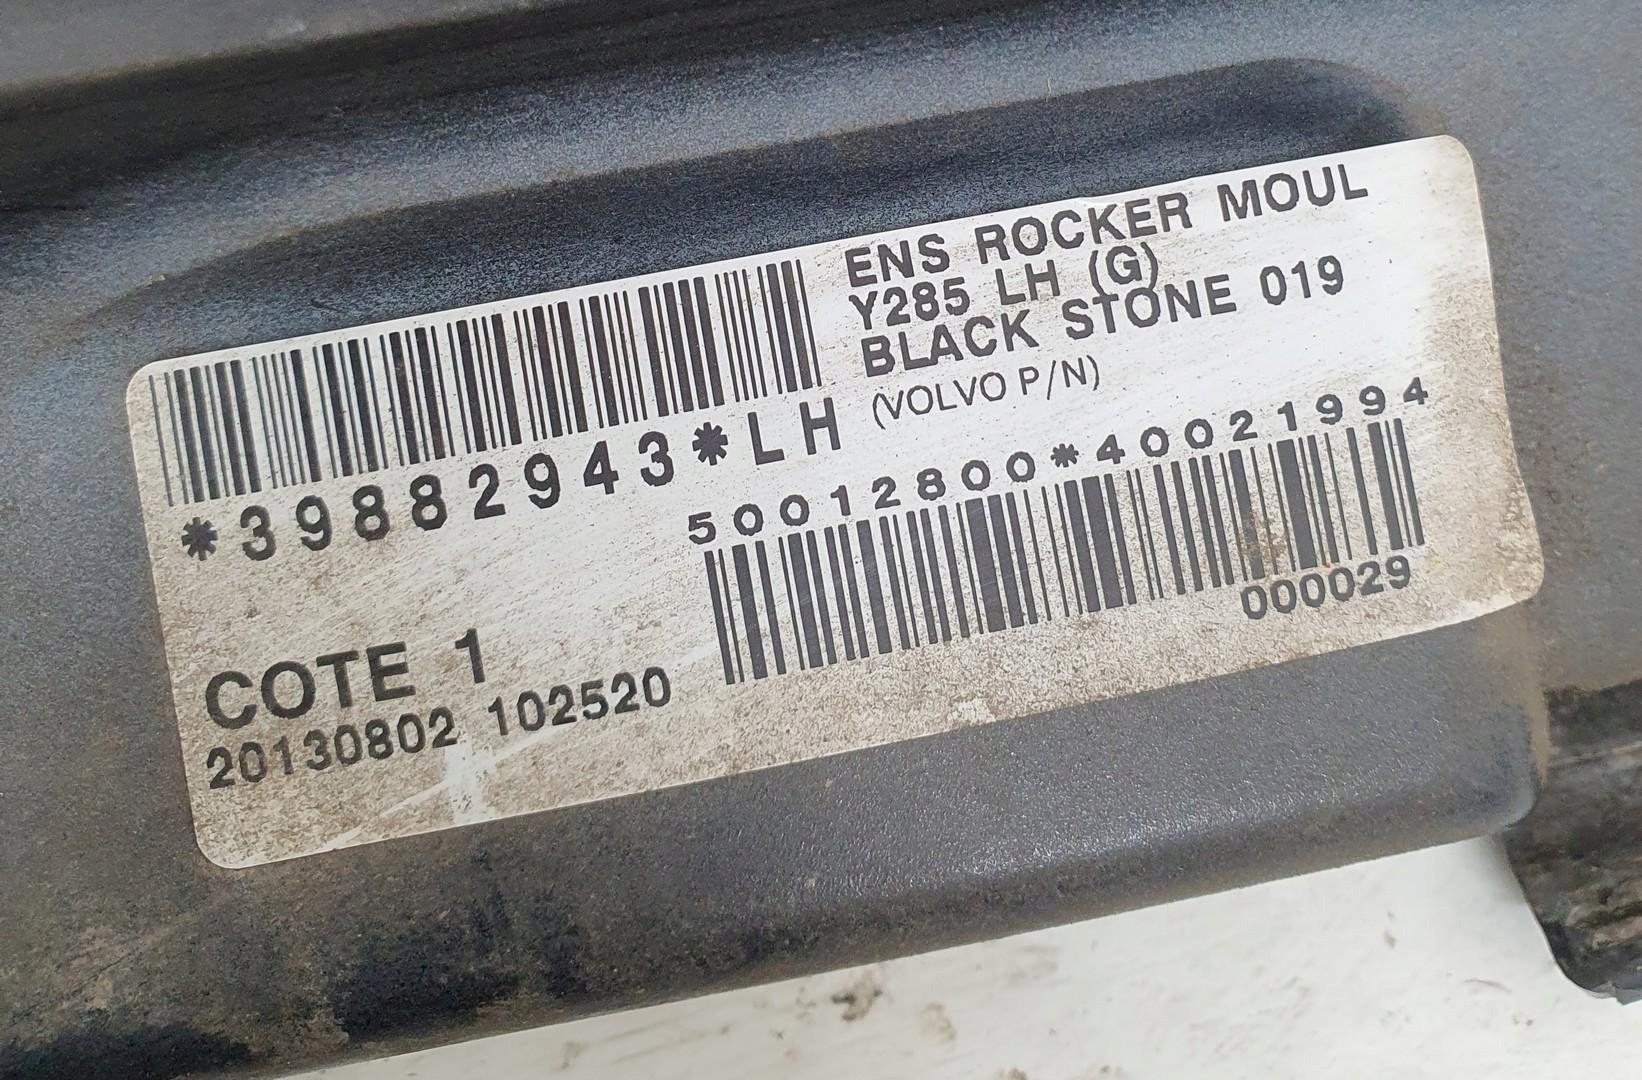 ENS ROCKER MOUL
Y285 LH (G)
BLACK STONE 019
(VOLVO P/N)
*39882943*LH
50012800*40021994
000029
COTE 1
20130802 102520